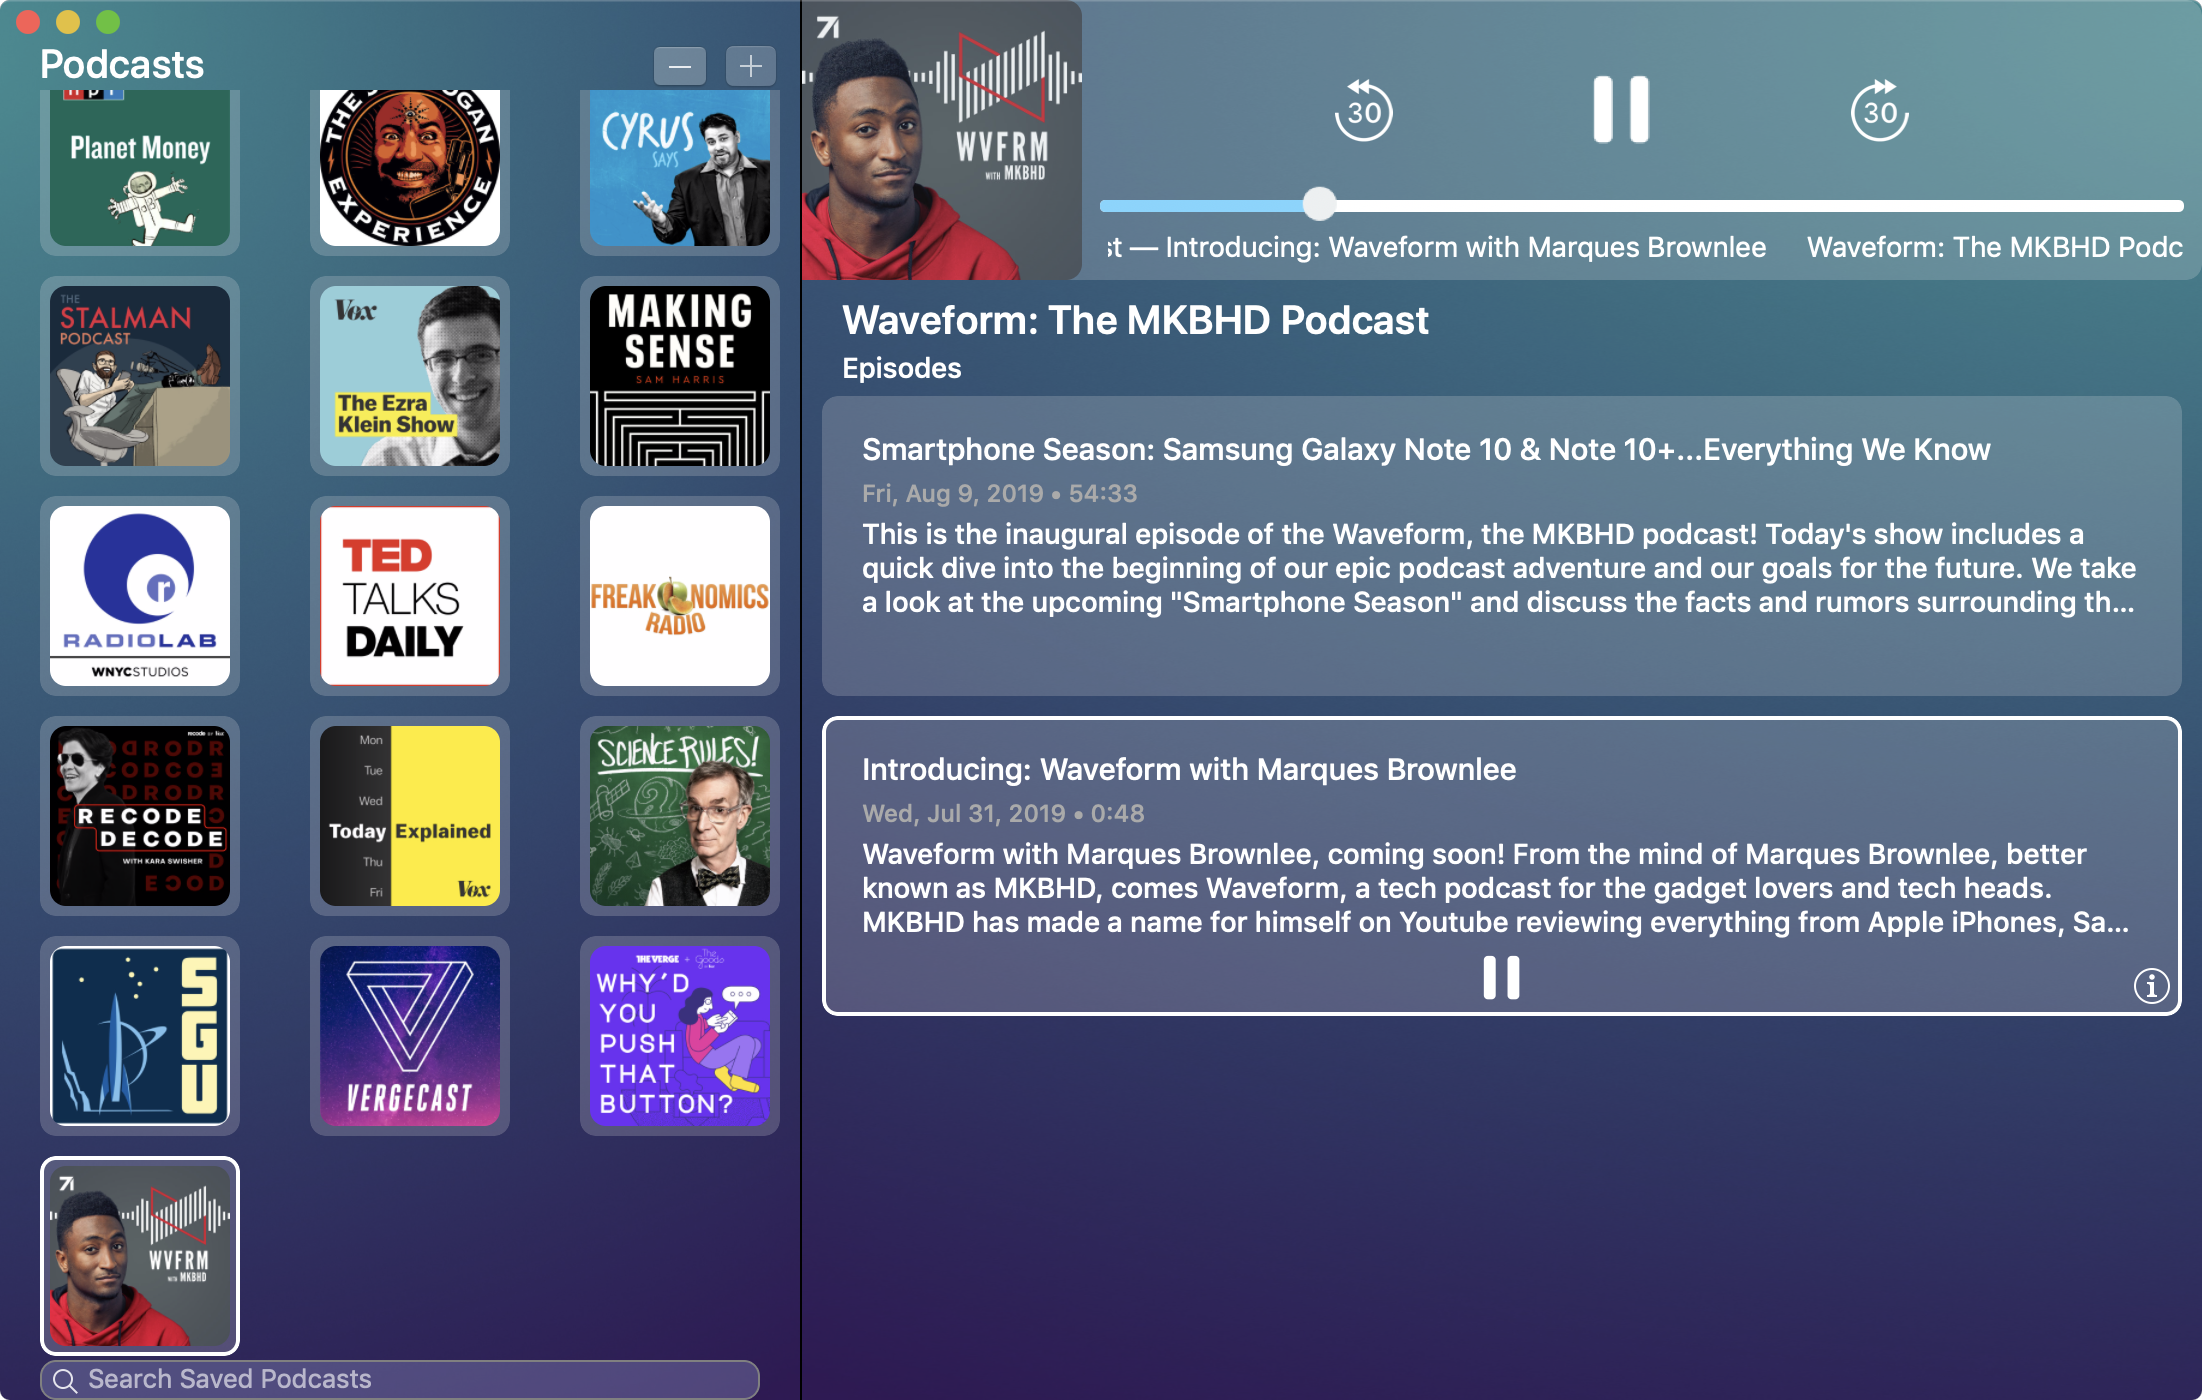 Podcasts
npr
Planet Money
THE JOE ROGAN
EXPERIENCE
CYRUS
SAYS
THE
STALMAN
PODCAST
Vox
The Ezra
Klein Show
MAKING
SENSE
SAM HARRIS
RADIOLAB
WNYCSTUDIOS
TED
TALKS
DAILY
FREAKONOMICS
RADIO
recode BY Vox
RECODE
DECODE
WITH KARA SWISHER
Mon
Tue
Wed
Today Explained
Thu
Fri
Vox
SCIENCE RULES!
SGU
VERGECAST
THE VERGE + The Goods
by Vox
WHY'D
YOU
PUSH
THAT
BUTTON?
WVFRM
WITH MKBHD
Search Saved Podcasts
WVFRM
WITH MKBHD
30
30
st — Introducing: Waveform with Marques Brownlee Waveform: The MKBHD Podc
Waveform: The MKBHD Podcast
Episodes
Smartphone Season: Samsung Galaxy Note 10 & Note 10+...Everything We Know
Fri, Aug 9, 2019 • 54:33
This is the inaugural episode of the Waveform, the MKBHD podcast! Today's show includes a
quick dive into the beginning of our epic podcast adventure and our goals for the future. We take
a look at the upcoming "Smartphone Season" and discuss the facts and rumors surrounding th...
Introducing: Waveform with Marques Brownlee
Wed, Jul 31, 2019 • 0:48
Waveform with Marques Brownlee, coming soon! From the mind of Marques Brownlee, better
known as MKBHD, comes Waveform, a tech podcast for the gadget lovers and tech heads.
MKBHD has made a name for himself on Youtube reviewing everything from Apple iPhones, Sa...